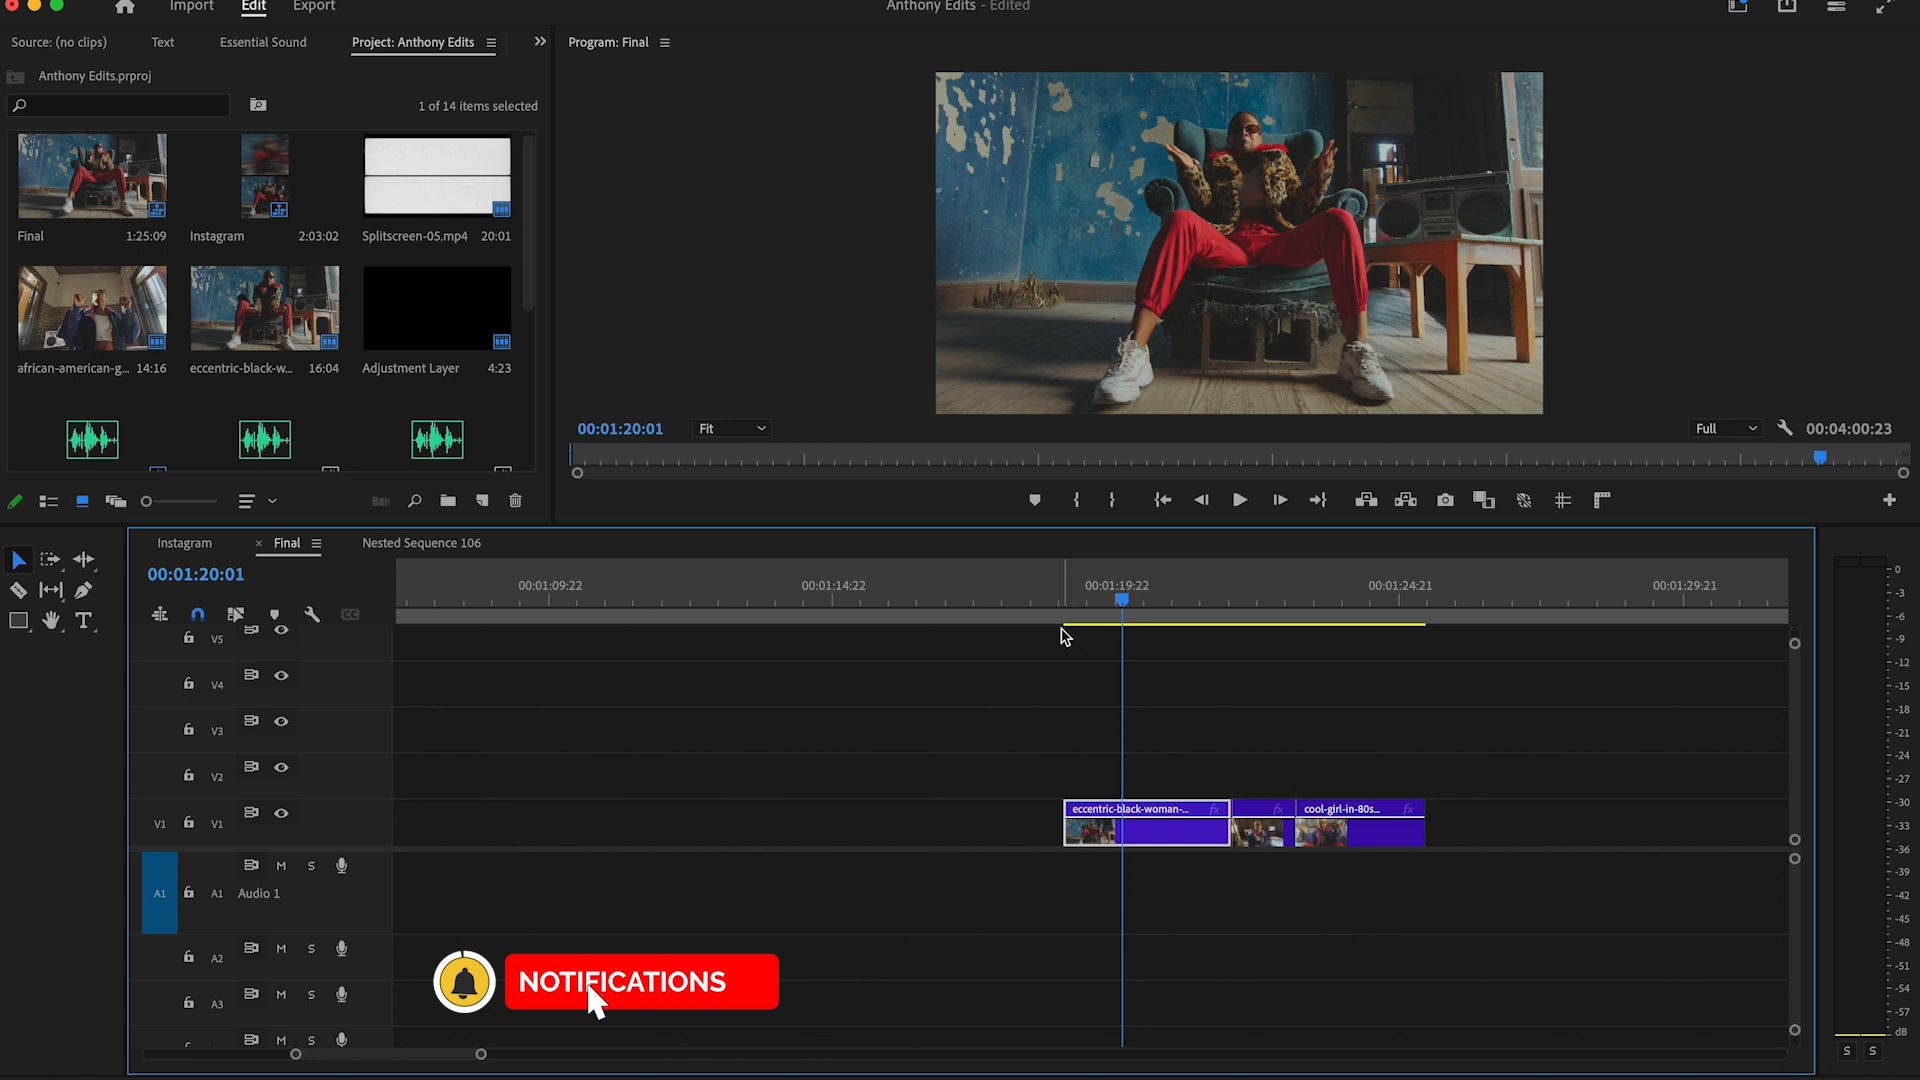 Import Edit Export
Anthony Edits - Edited
Source: (no clips) Text Essential Sound Project: Anthony Edits
Program: Final
Anthony Edits.prproj
1 of 14 items selected
Final 1:25:09
Instagram 2:03:02
Splitscreen-05.mp4 20:01
african-american-g... 14:16
eccentric-black-w... 16:04
Adjustment Layer 4:23
00:01:20:01 Fit Full 00:04:00:23
Instagram × Final Nested Sequence 106
00:01:20:01
00:01:09:22 00:01:14:22 00:01:19:22 00:01:24:21 00:01:29:21
CC
V5
V4
V3
V2
eccentric-black-woman-... fx fx cool-girl-in-80s... fx
V1 V1
M S
A1 A1 Audio 1
M S
A2
M S
A3
M S
NOTIFICATIONS
0
-3
-6
-9
-12
-15
-18
-21
-24
-27
-30
-33
-36
-39
-42
-45
-48
-51
-54
-57
dB
S S